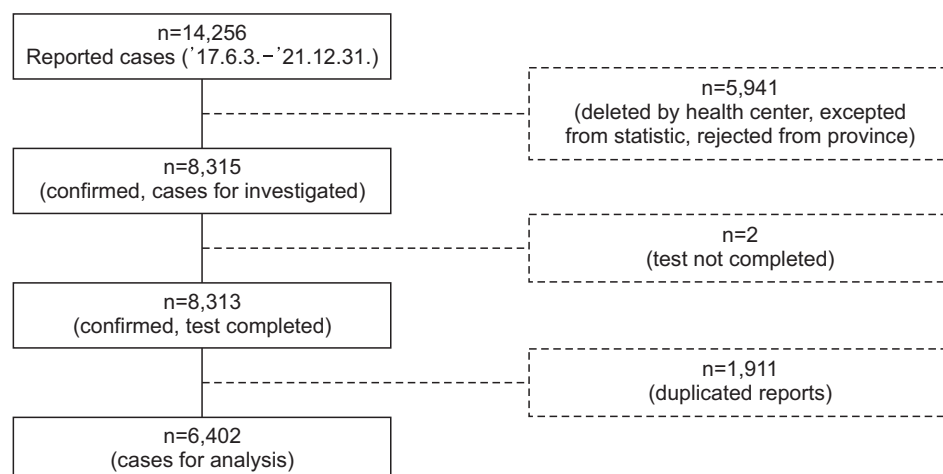 n=14,256
Reported cases (’17.6.3.−’21.12.31.)
n=5,941
(deleted by health center, excepted
from statistic, rejected from province)
n=8,315
(confirmed, cases for investigated)
n=2
(test not completed)
n=8,313
(confirmed, test completed)
n=1,911
(duplicated reports)
n=6,402
(cases for analysis)